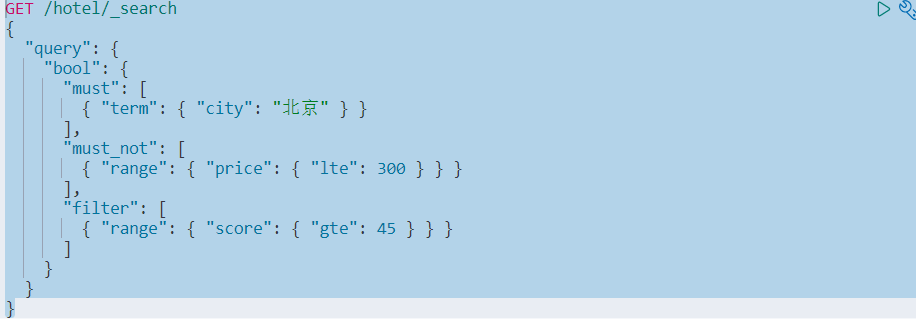 GET /hotel/_search
{
  "query": {
    "bool": {
      "must": [
        { "term": { "city": "北京" } }
      ],
      "must_not": [
        { "range": { "price": { "lte": 300 } } }
      ],
      "filter": [
        { "range": { "score": { "gte": 45 } } }
      ]
    }
  }
}